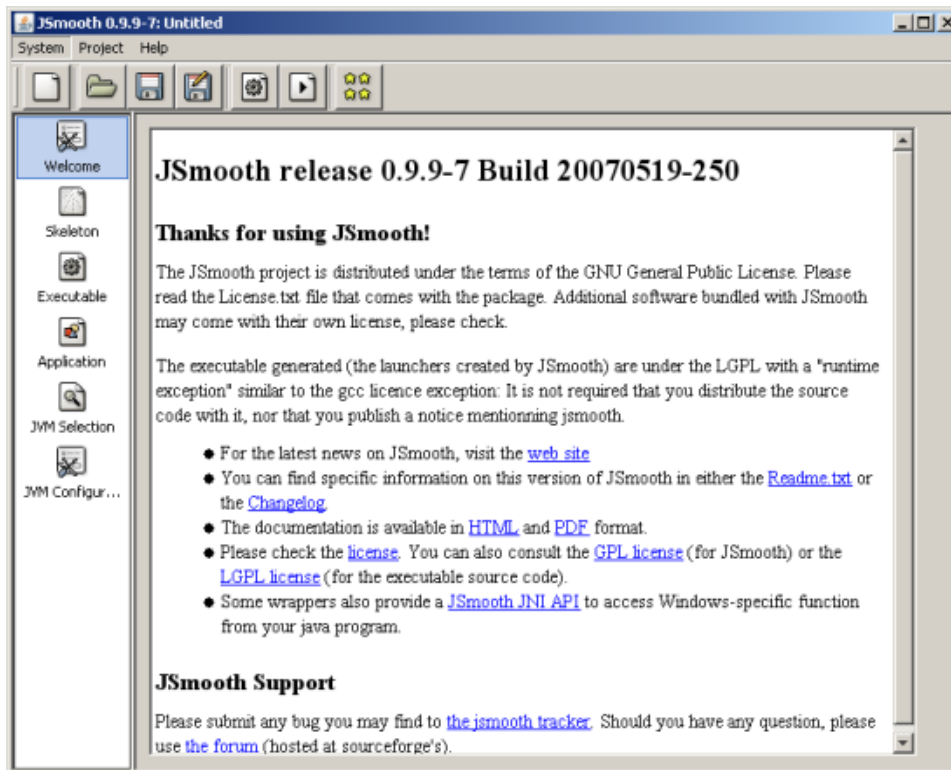 JSmooth 0.9.9-7: Untitled
System Project Help
Welcome
Skeleton
Executable
Application
JVM Selection
JVM Configur...
JSmooth release 0.9.9-7 Build 20070519-250
Thanks for using JSmooth!
The JSmooth project is distributed under the terms of the GNU General Public License. Please
read the License.txt file that comes with the package. Additional software bundled with JSmooth
may come with their own license, please check.
The executable generated (the launchers created by JSmooth) are under the LGPL with a "runtime
exception" similar to the gcc licence exception: It is not required that you distribute the source
code with it, nor that you publish a notice mentionning jsmooth.
● For the latest news on JSmooth, visit the web site
● You can find specific information on this version of JSmooth in either the Readme.txt or
the Changelog.
● The documentation is available in HTML and PDF format.
● Please check the license. You can also consult the GPL license (for JSmooth) or the
LGPL license (for the executable source code).
● Some wrappers also provide a JSmooth JNI API to access Windows-specific function
from your java program.
JSmooth Support
Please submit any bug you may find to the jsmooth tracker. Should you have any question, please
use the forum (hosted at sourceforge's).